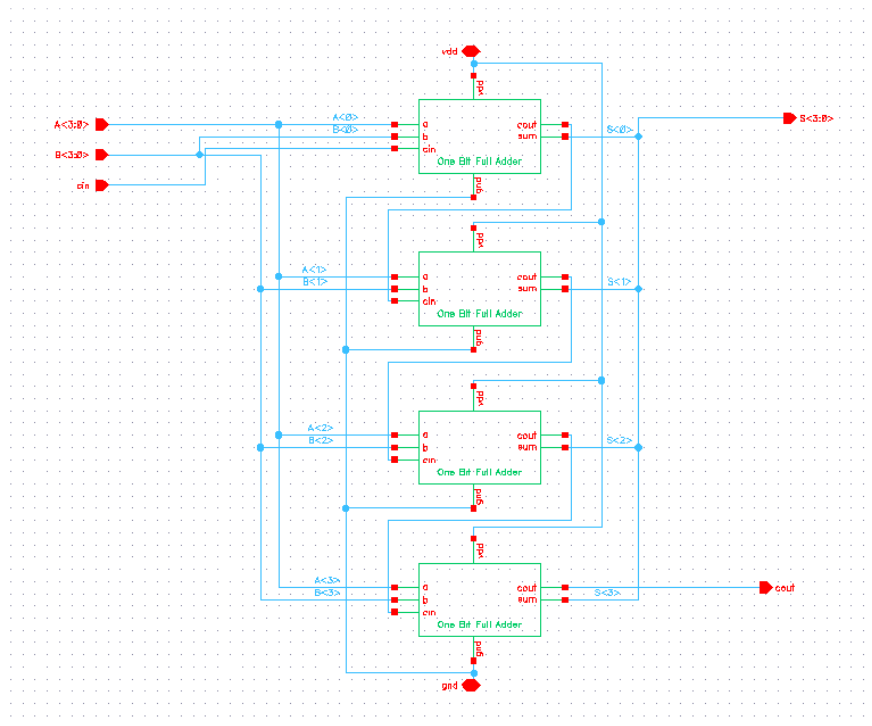 vdd
vdd
A<3:0>
A<0>
a
cout
S<0>
S<3:0>
B<0>
b
sum
B<3:0>
cin
One Bit Full Adder
cin
gnd
vdd
A<1>
a
cout
S<1>
B<1>
b
sum
cin
One Bit Full Adder
gnd
vdd
A<2>
a
cout
S<2>
B<2>
b
sum
cin
One Bit Full Adder
gnd
vdd
A<3>
a
cout
cout
B<3>
b
sum
S<3>
cin
One Bit Full Adder
gnd
gnd